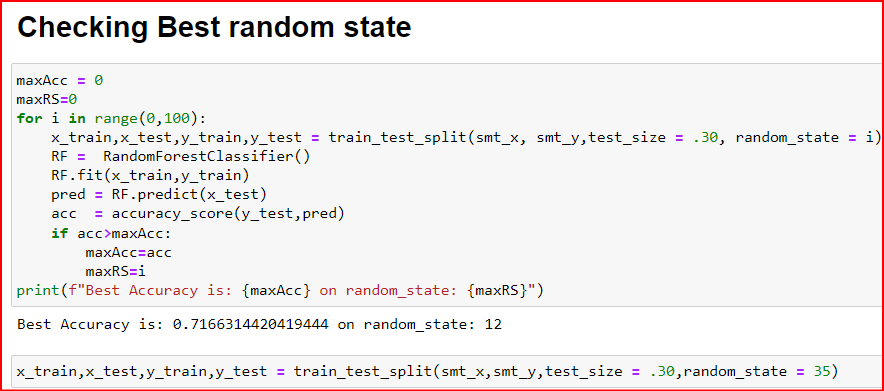 Checking Best random state
maxAcc = 0
maxRS=0
for i in range(0,100):
    x_train,x_test,y_train,y_test = train_test_split(smt_x, smt_y,test_size = .30, random_state = i)
    RF =  RandomForestClassifier()
    RF.fit(x_train,y_train)
    pred = RF.predict(x_test)
    acc  = accuracy_score(y_test,pred)
    if acc>maxAcc:
        maxAcc=acc
        maxRS=i
print(f"Best Accuracy is: {maxAcc} on random_state: {maxRS}")
Best Accuracy is: 0.7166314420419444 on random_state: 12
x_train,x_test,y_train,y_test = train_test_split(smt_x,smt_y,test_size = .30,random_state = 35)